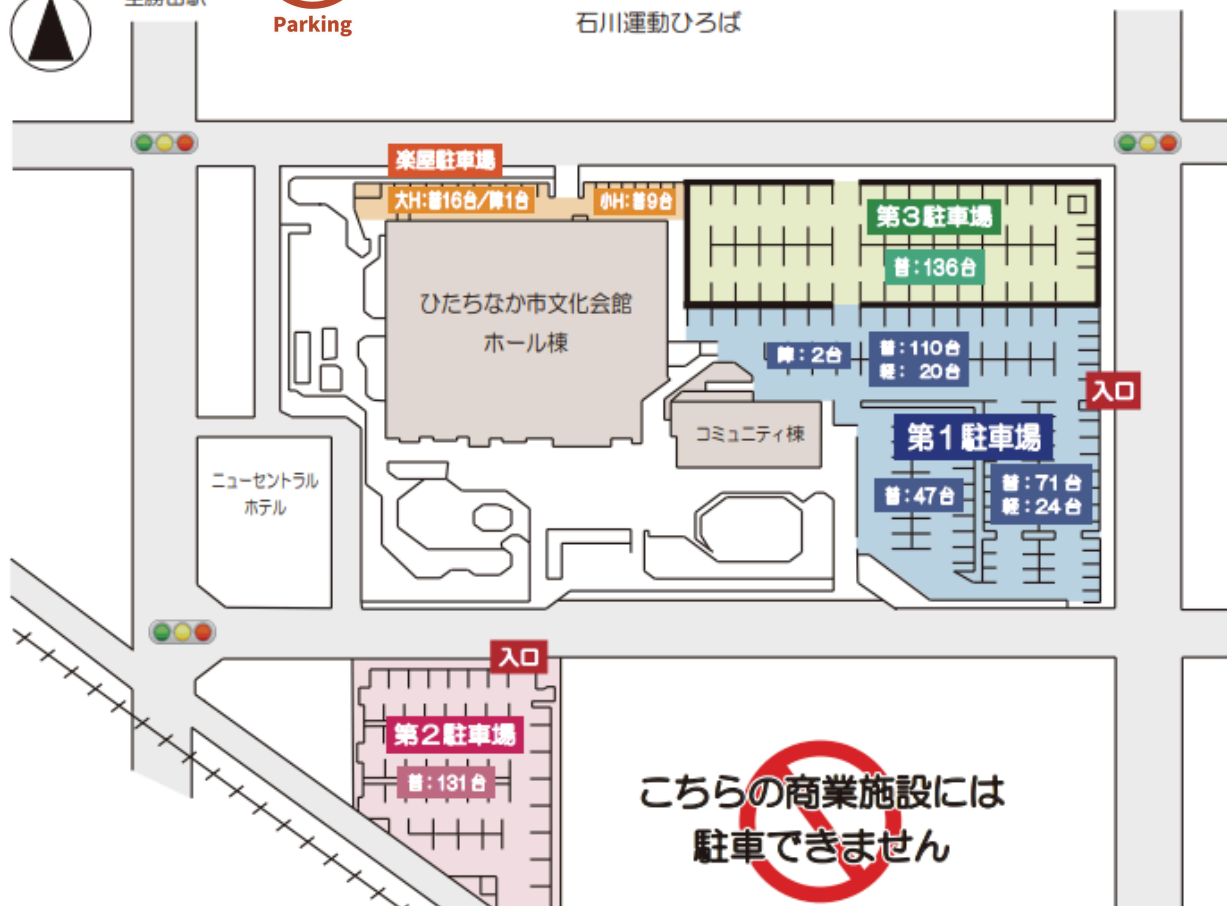 Parking
石川運動ひろば
楽屋駐車場
大H:普16台/障1台
小H:普9台
第3駐車場
普:136台
ひたちなか市文化会館
ホール棟
障:2台
普:110台
軽: 20台
入口
コミュニティ棟
第1駐車場
普:47台
普:71台
軽:24台
ニューセントラル
ホテル
入口
第2駐車場
普:131台
こちらの商業施設には
駐車できません